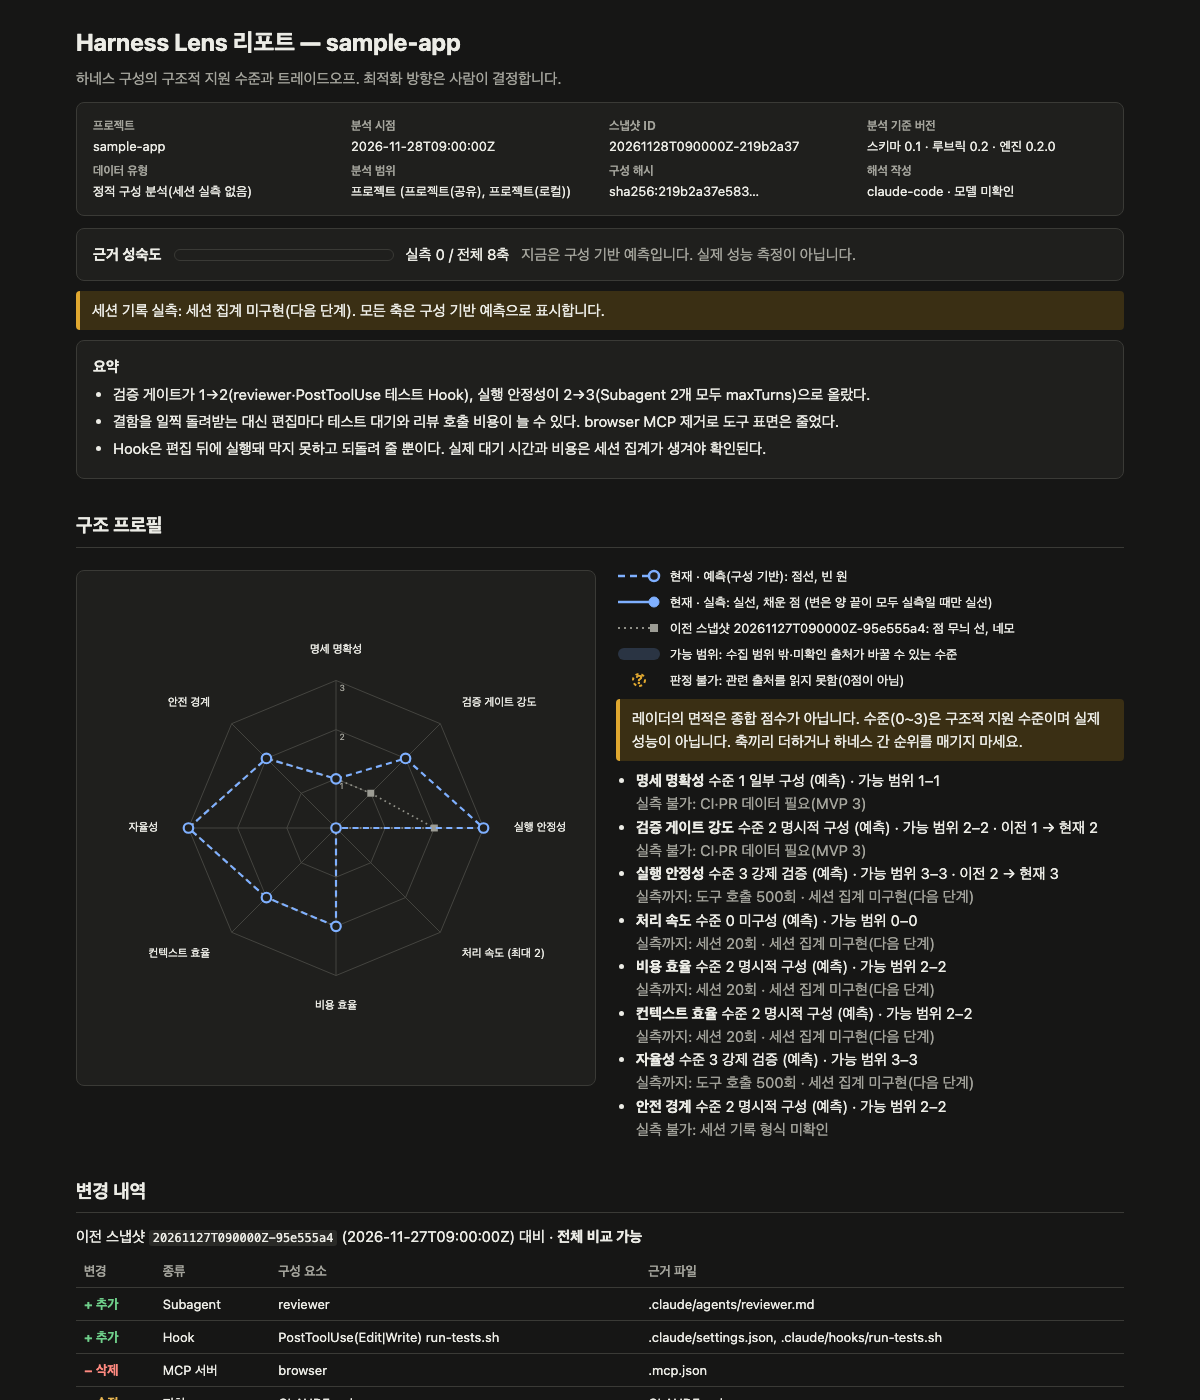 Harness Lens 리포트 — sample-app
하네스 구성의 구조적 지원 수준과 트레이드오프. 최적화 방향은 사람이 결정합니다.
프로젝트
sample-app
분석 시점
2026-11-28T09:00:00Z
스냅샷 ID
20261128T090000Z-219b2a37
분석 기준 버전
스키마 0.1 · 루브릭 0.2 · 엔진 0.2.0
데이터 유형
정적 구성 분석(세션 실측 없음)
분석 범위
프로젝트 (프로젝트(공유), 프로젝트(로컬))
구성 해시
sha256:219b2a37e583…
해석 작성
claude-code · 모델 미확인
근거 성숙도 실측 0 / 전체 8축 지금은 구성 기반 예측입니다. 실제 성능 측정이 아닙니다.
세션 기록 실측: 세션 집계 미구현(다음 단계). 모든 축은 구성 기반 예측으로 표시합니다.
요약
• 검증 게이트가 1→2(reviewer·PostToolUse 테스트 Hook), 실행 안정성이 2→3(Subagent 2개 모두 maxTurns)으로 올랐다.
• 결함을 일찍 돌려받는 대신 편집마다 테스트 대기와 리뷰 호출 비용이 늘 수 있다. browser MCP 제거로 도구 표면은 줄었다.
• Hook은 편집 뒤에 실행돼 막지 못하고 되돌려 줄 뿐이다. 실제 대기 시간과 비용은 세션 집계가 생겨야 확인된다.
구조 프로필
명세 명확성
검증 게이트 강도
실행 안정성
처리 속도 (최대 2)
비용 효율
컨텍스트 효율
자율성
안전 경계
3
2
1
현재 · 예측(구성 기반): 점선, 빈 원
현재 · 실측: 실선, 채운 점 (변은 양 끝이 모두 실측일 때만 실선)
이전 스냅샷 20261127T090000Z-95e555a4: 점 무늬 선, 네모
가능 범위: 수집 범위 밖·미확인 출처가 바꿀 수 있는 수준
? 판정 불가: 관련 출처를 읽지 못함(0점이 아님)
레이더의 면적은 종합 점수가 아닙니다. 수준(0~3)은 구조적 지원 수준이며 실제
성능이 아닙니다. 축끼리 더하거나 하네스 간 순위를 매기지 마세요.
• 명세 명확성 수준 1 일부 구성 (예측) · 가능 범위 1–1
실측 불가: CI·PR 데이터 필요(MVP 3)
• 검증 게이트 강도 수준 2 명시적 구성 (예측) · 가능 범위 2–2 · 이전 1 → 현재 2
실측 불가: CI·PR 데이터 필요(MVP 3)
• 실행 안정성 수준 3 강제 검증 (예측) · 가능 범위 3–3 · 이전 2 → 현재 3
실측까지: 도구 호출 500회 · 세션 집계 미구현(다음 단계)
• 처리 속도 수준 0 미구성 (예측) · 가능 범위 0–0
실측까지: 세션 20회 · 세션 집계 미구현(다음 단계)
• 비용 효율 수준 2 명시적 구성 (예측) · 가능 범위 2–2
실측까지: 세션 20회 · 세션 집계 미구현(다음 단계)
• 컨텍스트 효율 수준 2 명시적 구성 (예측) · 가능 범위 2–2
실측까지: 세션 20회 · 세션 집계 미구현(다음 단계)
• 자율성 수준 3 강제 검증 (예측) · 가능 범위 3–3
실측까지: 도구 호출 500회 · 세션 집계 미구현(다음 단계)
• 안전 경계 수준 2 명시적 구성 (예측) · 가능 범위 2–2
실측 불가: 세션 기록 형식 미확인
변경 내역
이전 스냅샷 20261127T090000Z-95e555a4 (2026-11-27T09:00:00Z) 대비 · 전체 비교 가능
변경 종류 구성 요소 근거 파일
+ 추가 Subagent reviewer .claude/agents/reviewer.md
+ 추가 Hook PostToolUse(Edit|Write) run-tests.sh .claude/settings.json, .claude/hooks/run-tests.sh
− 삭제 MCP 서버 browser .mcp.json